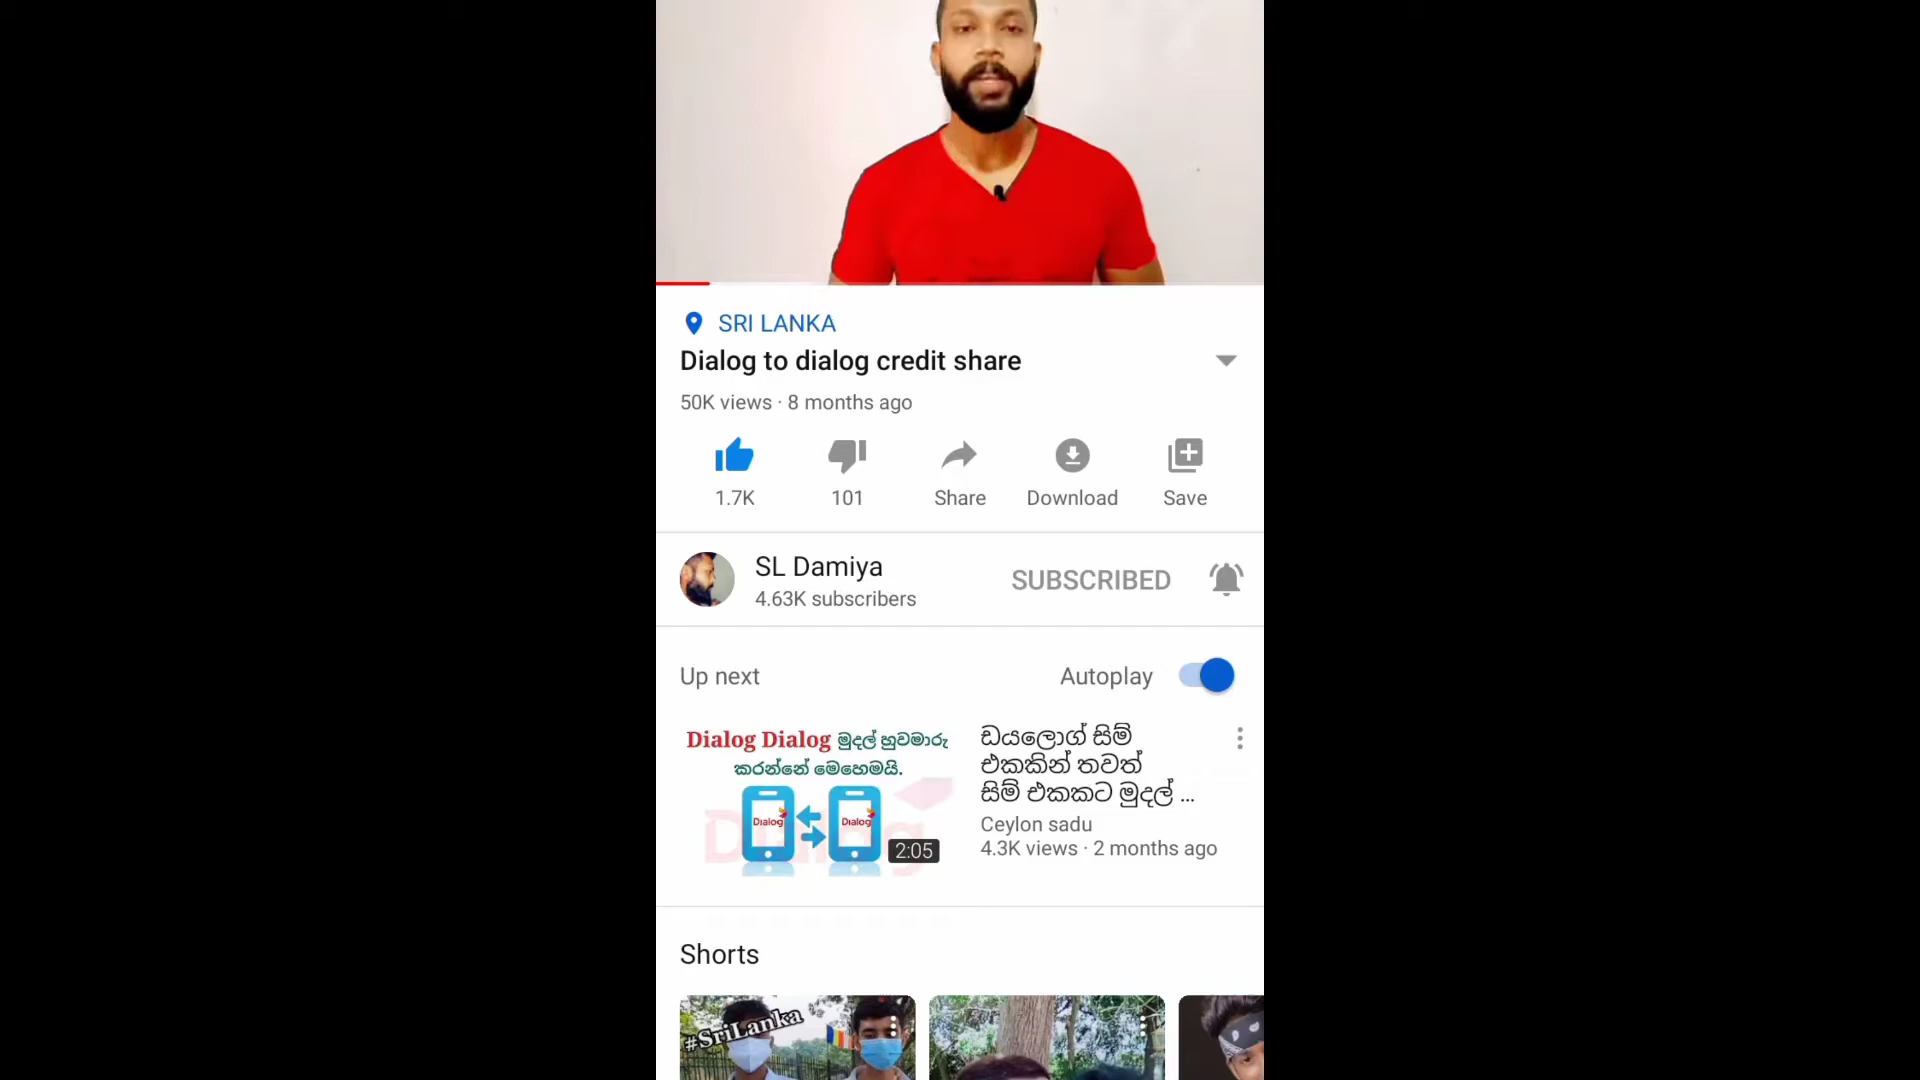 SRI LANKA
Dialog to dialog credit share
50K views · 8 months ago
1.7K
101
Share
Download
Save
SL Damiya
4.63K subscribers
SUBSCRIBED
Up next
Autoplay
Dialog Dialog මුදල් හුවමාරු
කරන්නේ මෙහෙමයි.
Dialog
Dialog
Dialog
2:05
ඩයලොග් සිම්
එකකින් තවත්
සිම් එකකට මුදල් ...
Ceylon sadu
4.3K views · 2 months ago
Shorts
#SriLanka